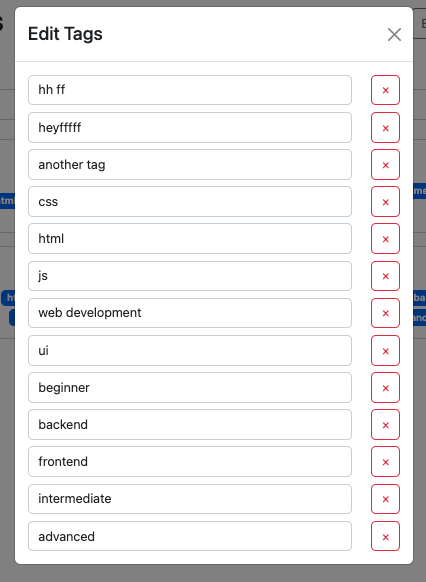 Edit Tags
hh ff
heyfffff
another tag
css
html
js
web development
ui
beginner
backend
frontend
intermediate
advanced